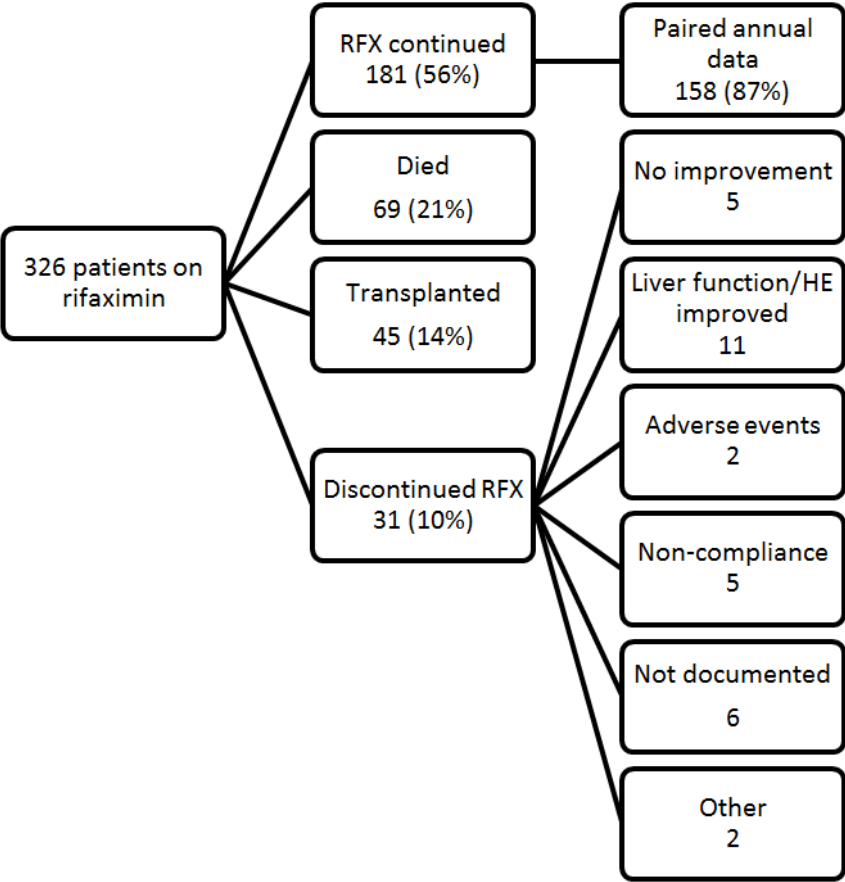 326 patients on
rifaximin
RFX continued
181 (56%)
Died
69 (21%)
Transplanted
45 (14%)
Discontinued RFX
31 (10%)
Paired annual
data
158 (87%)
No improvement
5
Liver function/HE
improved
11
Adverse events
2
Non-compliance
5
Not documented
6
Other
2